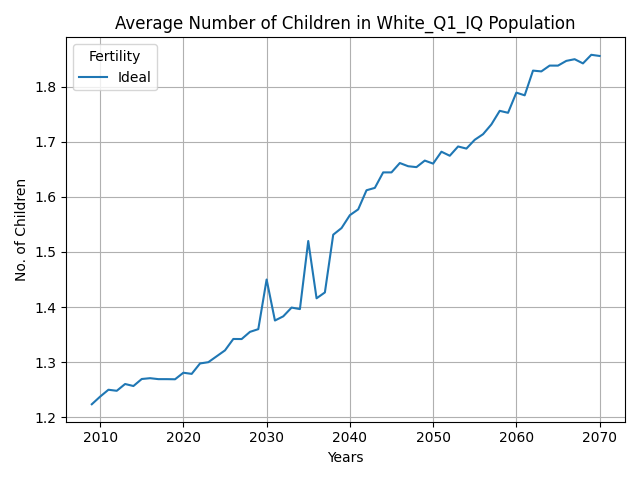 Average Number of Children in White_Q1_IQ Population
Fertility
Ideal
No. of Children
1.8
1.7
1.6
1.5
1.4
1.3
1.2
2010 2020 2030 2040 2050 2060 2070
Years